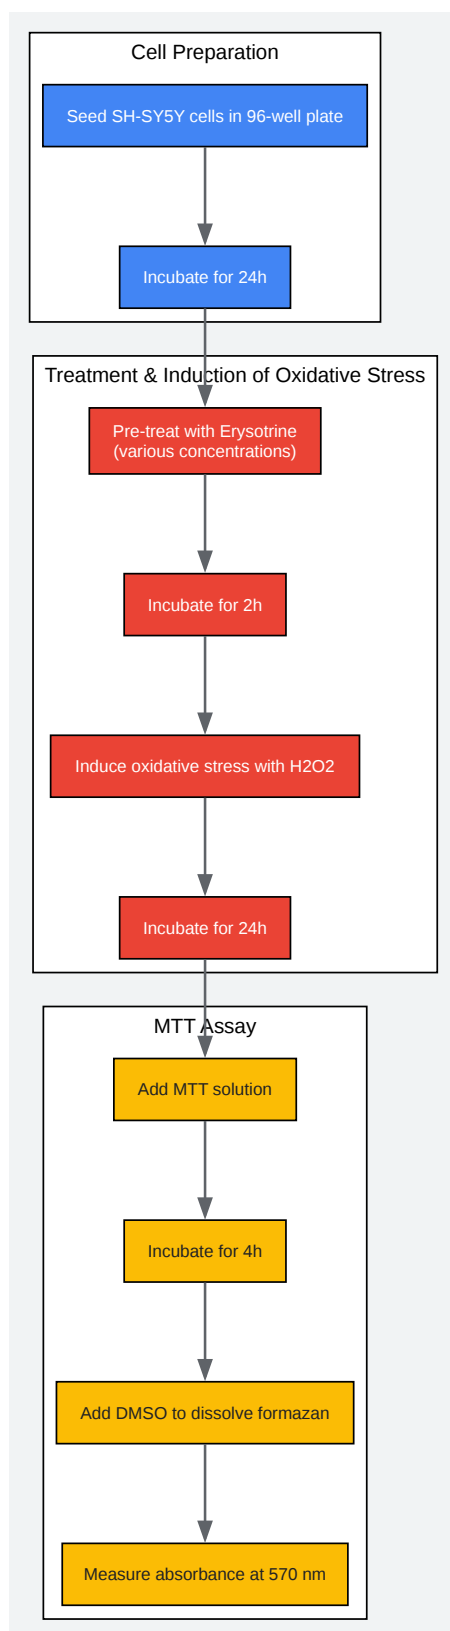 Cell Preparation
Seed SH-SY5Y cells in 96-well plate
Incubate for 24h
Treatment & Induction of Oxidative Stress
Pre-treat with Erysotrine
(various concentrations)
Incubate for 2h
Induce oxidative stress with H2O2
Incubate for 24h
MTT Assay
Add MTT solution
Incubate for 4h
Add DMSO to dissolve formazan
Measure absorbance at 570 nm